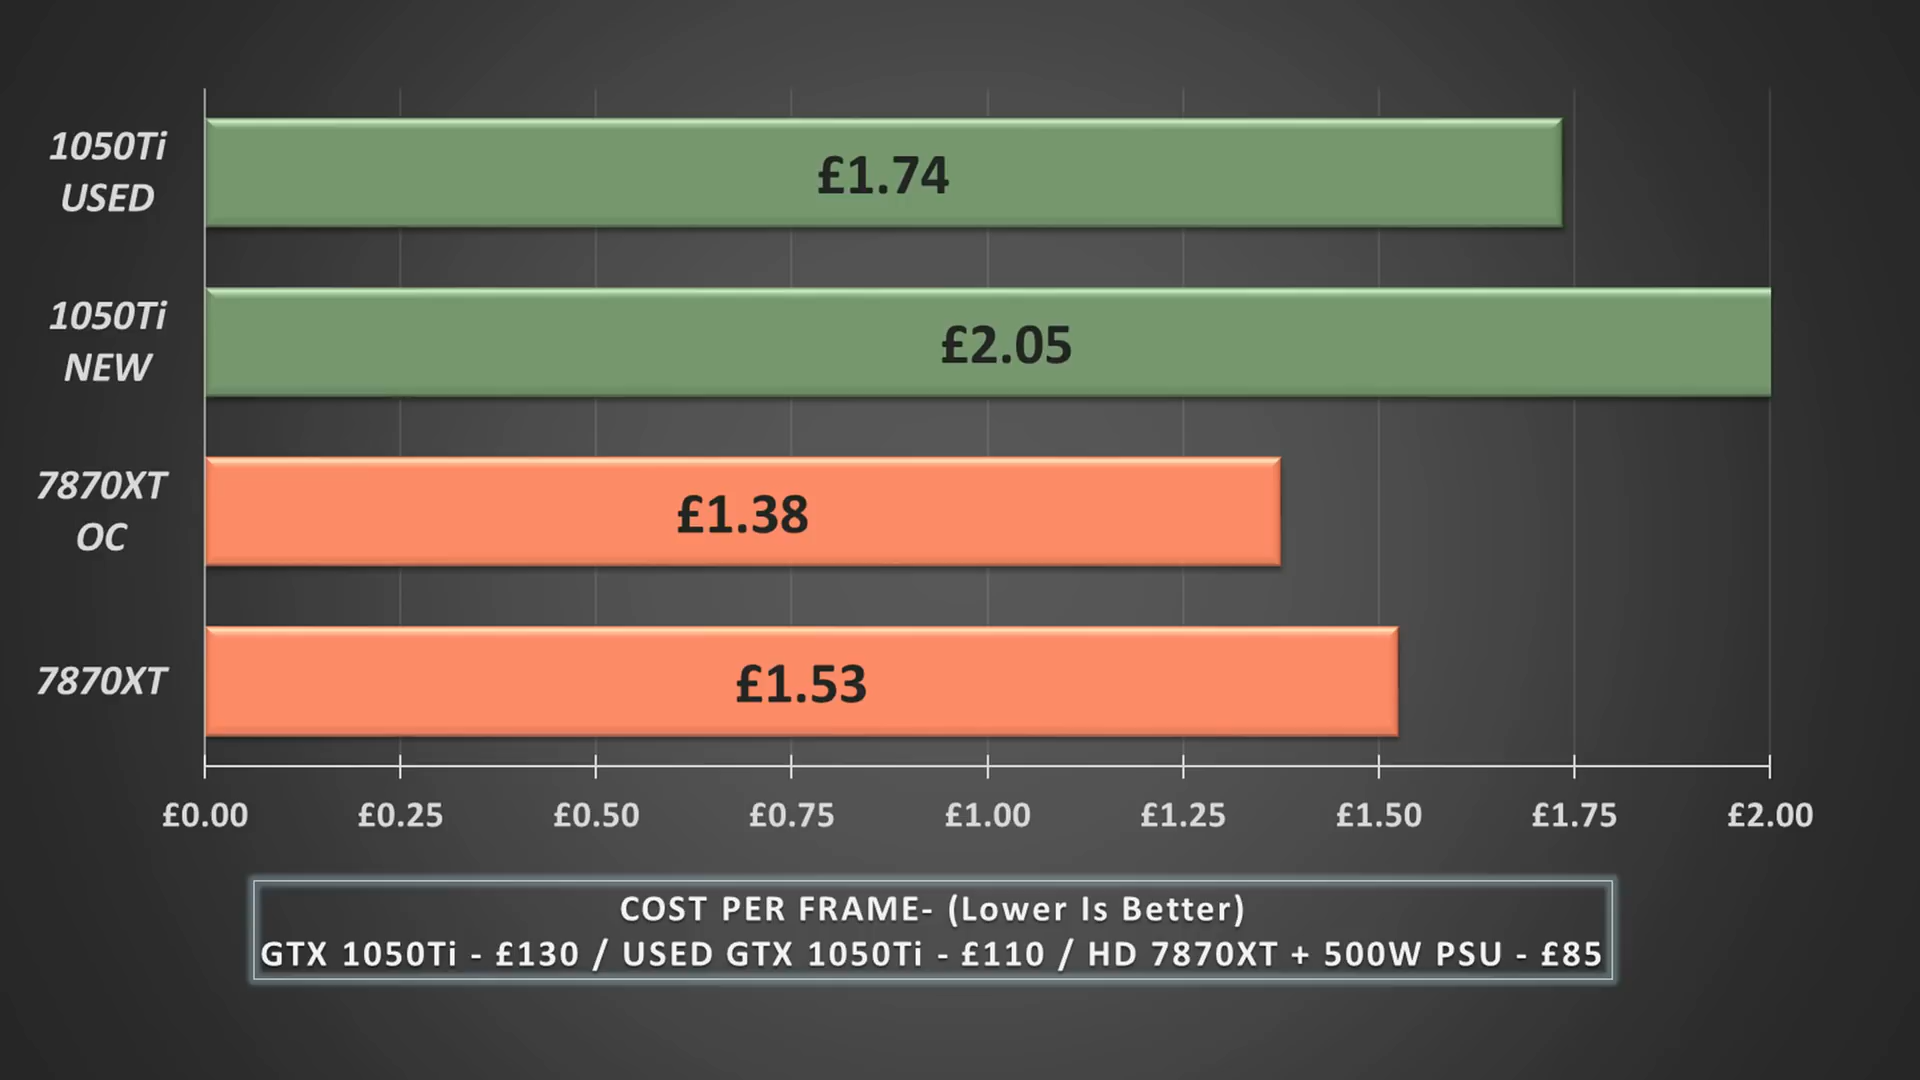 1050Ti
USED
£1.74
1050Ti
NEW
£2.05
7870XT
OC
£1.38
7870XT
£1.53
£0.00 £0.25 £0.50 £0.75 £1.00 £1.25 £1.50 £1.75 £2.00
COST PER FRAME- (Lower Is Better)
GTX 1050Ti - £130 / USED GTX 1050Ti - £110 / HD 7870XT + 500W PSU - £85